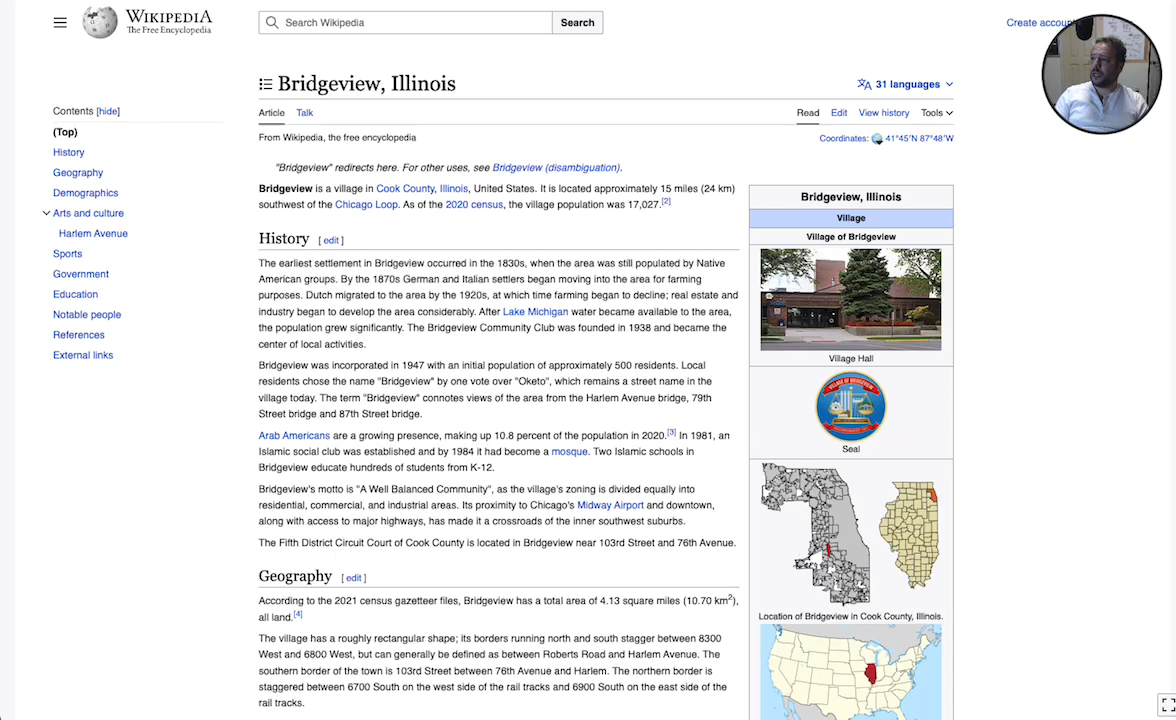 WIKIPEDIA
The Free Encyclopedia
Search Wikipedia
Search
Create accoun
Contents [hide]
(Top)
History
Geography
Demographics
Arts and culture
Harlem Avenue
Sports
Government
Education
Notable people
References
External links
Bridgeview, Illinois
31 languages
Article Talk
Read Edit View history Tools
From Wikipedia, the free encyclopedia
Coordinates: 41°45′N 87°48′W
"Bridgeview" redirects here. For other uses, see Bridgeview (disambiguation).
Bridgeview is a village in Cook County, Illinois, United States. It is located approximately 15 miles (24 km)
southwest of the Chicago Loop. As of the 2020 census, the village population was 17,027.[2]
History [ edit ]
The earliest settlement in Bridgeview occurred in the 1830s, when the area was still populated by Native
American groups. By the 1870s German and Italian settlers began moving into the area for farming
purposes. Dutch migrated to the area by the 1920s, at which time farming began to decline; real estate and
industry began to develop the area considerably. After Lake Michigan water became available to the area,
the population grew significantly. The Bridgeview Community Club was founded in 1938 and became the
center of local activities.
Bridgeview was incorporated in 1947 with an initial population of approximately 500 residents. Local
residents chose the name "Bridgeview" by one vote over "Oketo", which remains a street name in the
village today. The term "Bridgeview" connotes views of the area from the Harlem Avenue bridge, 79th
Street bridge and 87th Street bridge.
Arab Americans are a growing presence, making up 10.8 percent of the population in 2020.[3] In 1981, an
Islamic social club was established and by 1984 it had become a mosque. Two Islamic schools in
Bridgeview educate hundreds of students from K-12.
Bridgeview's motto is "A Well Balanced Community", as the village's zoning is divided equally into
residential, commercial, and industrial areas. Its proximity to Chicago's Midway Airport and downtown,
along with access to major highways, has made it a crossroads of the inner southwest suburbs.
The Fifth District Circuit Court of Cook County is located in Bridgeview near 103rd Street and 76th Avenue.
Geography [ edit ]
According to the 2021 census gazetteer files, Bridgeview has a total area of 4.13 square miles (10.70 km2),
all land.[4]
The village has a roughly rectangular shape; its borders running north and south stagger between 8300
West and 6800 West, but can generally be defined as between Roberts Road and Harlem Avenue. The
southern border of the town is 103rd Street between 76th Avenue and Harlem. The northern border is
staggered between 6700 South on the west side of the rail tracks and 6900 South on the east side of the
rail tracks.
Bridgeview, Illinois
Village
Village of Bridgeview
Village Hall
VILLAGE OF BRIDGEVIEW
Seal
Location of Bridgeview in Cook County, Illinois.